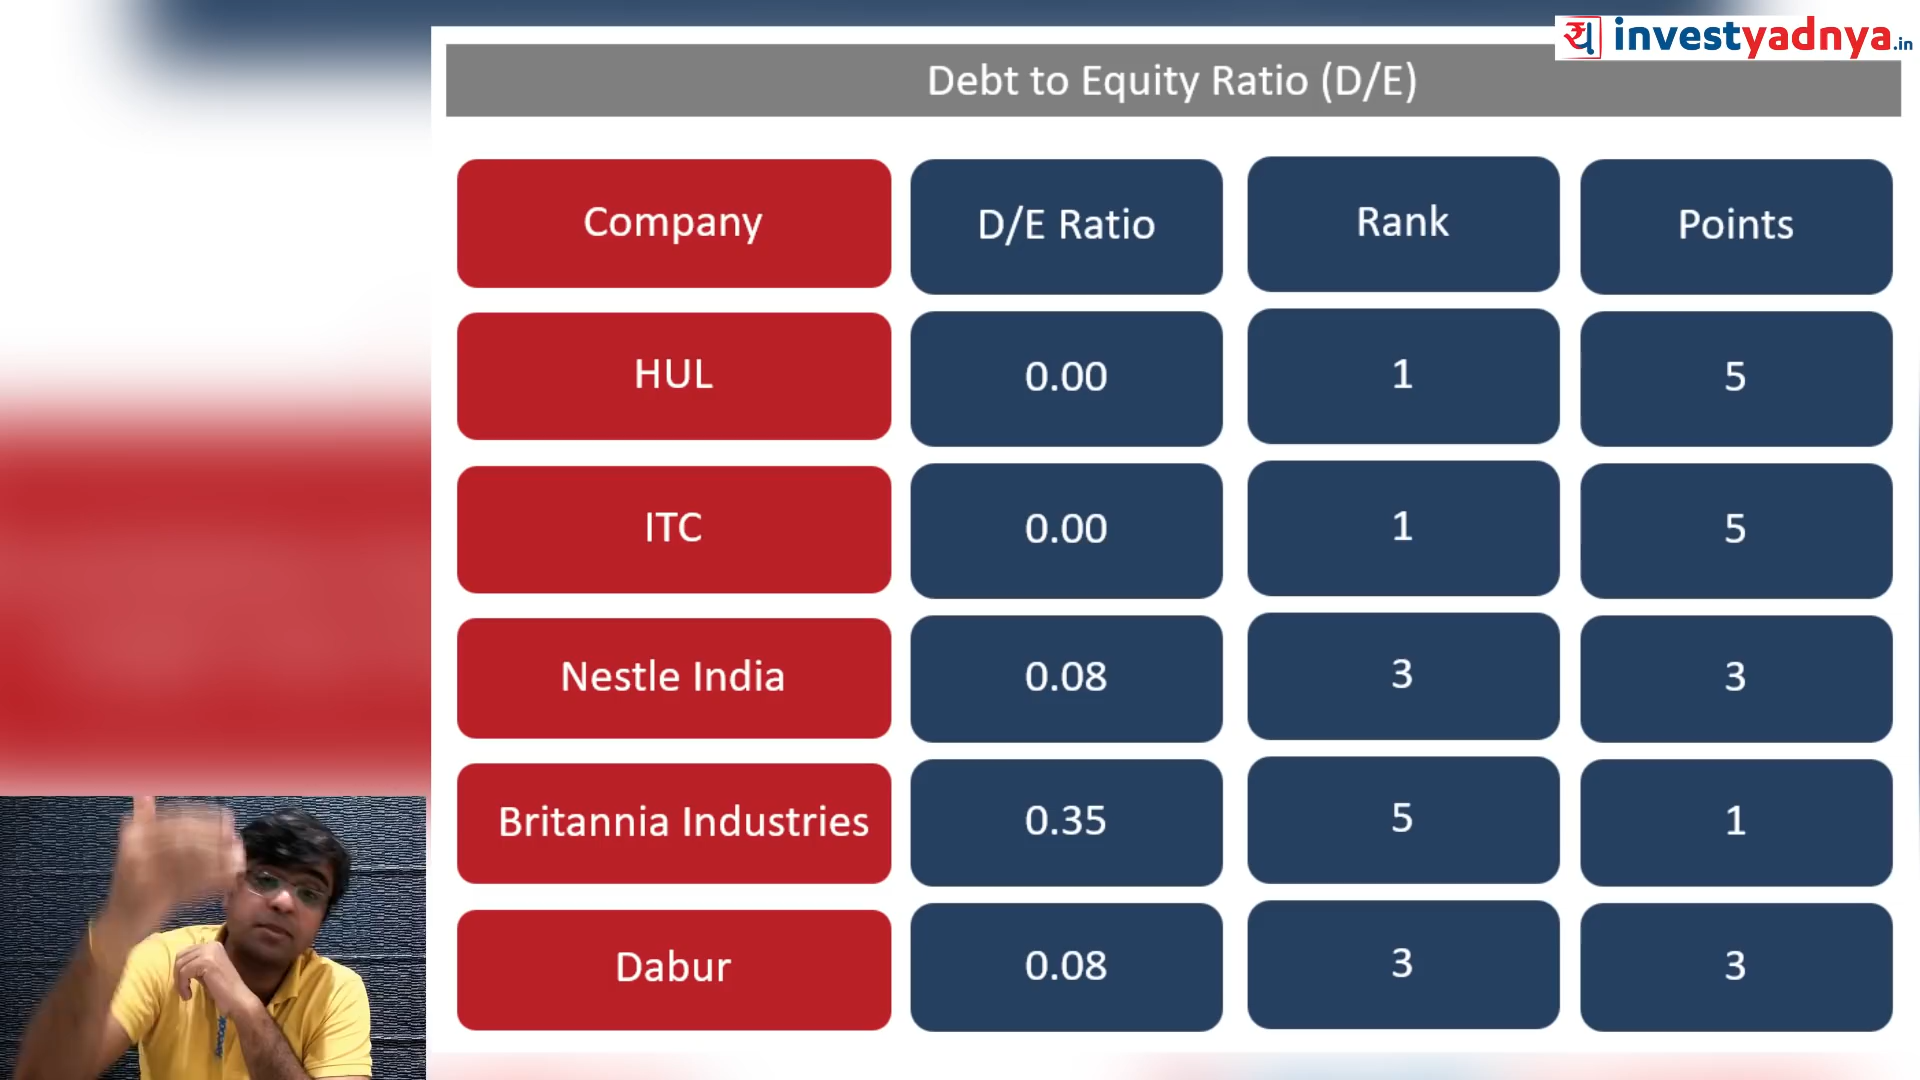 investyadnya.in
Debt to Equity Ratio (D/E)
Company D/E Ratio Rank Points
HUL 0.00 1 5
ITC 0.00 1 5
Nestle India 0.08 3 3
Britannia Industries 0.35 5 1
Dabur 0.08 3 3